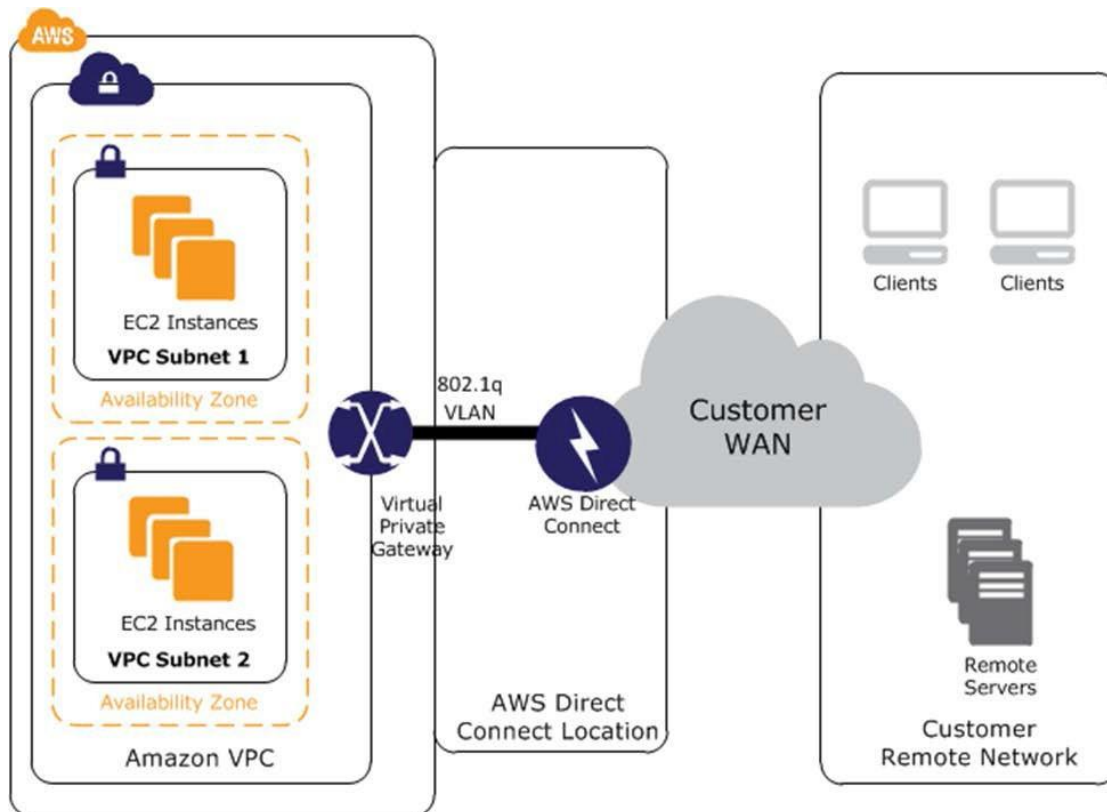 AWS
EC2 Instances
VPC Subnet 1
Availability Zone
EC2 Instances
VPC Subnet 2
Availability Zone
Amazon VPC
Virtual
Private
Gateway
802.1q
VLAN
AWS Direct
Connect
AWS Direct
Connect Location
Customer
WAN
Clients
Clients
Remote
Servers
Customer
Remote Network